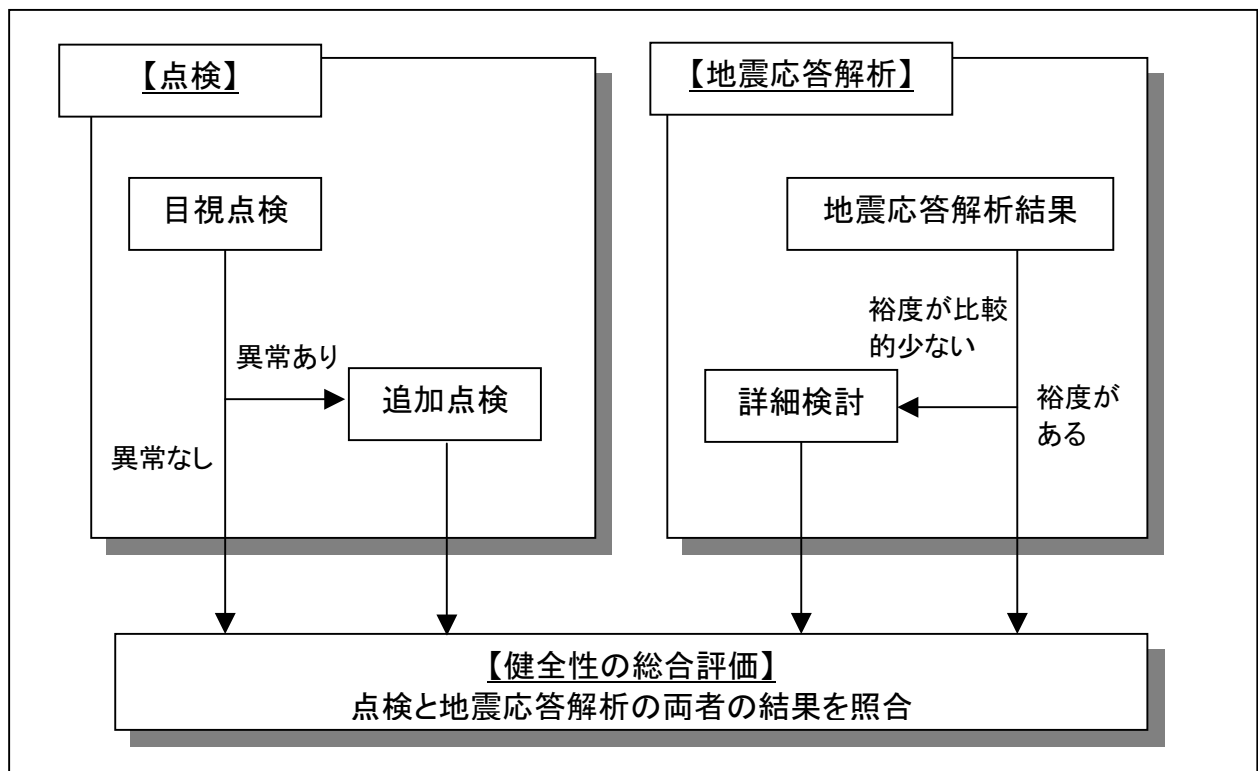 【点検】
目視点検
異常あり
追加点検
異常なし
【地震応答解析】
地震応答解析結果
裕度が比較
的少ない
詳細検討
裕度が
ある
【健全性の総合評価】
点検と地震応答解析の両者の結果を照合